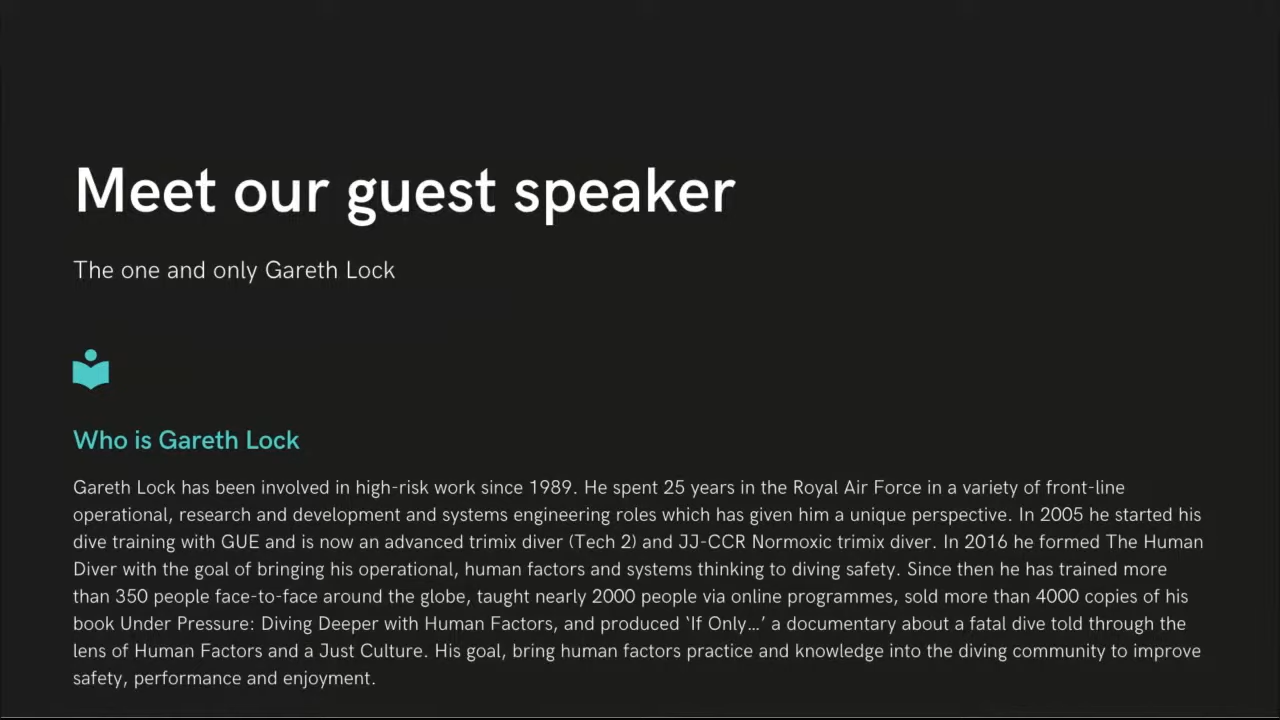 Meet our guest speaker
The one and only Gareth Lock
Who is Gareth Lock
Gareth Lock has been involved in high-risk work since 1989. He spent 25 years in the Royal Air Force in a variety of front-line
operational, research and development and systems engineering roles which has given him a unique perspective. In 2005 he started his
dive training with GUE and is now an advanced trimix diver (Tech 2) and JJ-CCR Normoxic trimix diver. In 2016 he formed The Human
Diver with the goal of bringing his operational, human factors and systems thinking to diving safety. Since then he has trained more
than 350 people face-to-face around the globe, taught nearly 2000 people via online programmes, sold more than 4000 copies of his
book Under Pressure: Diving Deeper with Human Factors, and produced ‘If Only...’ a documentary about a fatal dive told through the
lens of Human Factors and a Just Culture. His goal, bring human factors practice and knowledge into the diving community to improve
safety, performance and enjoyment.